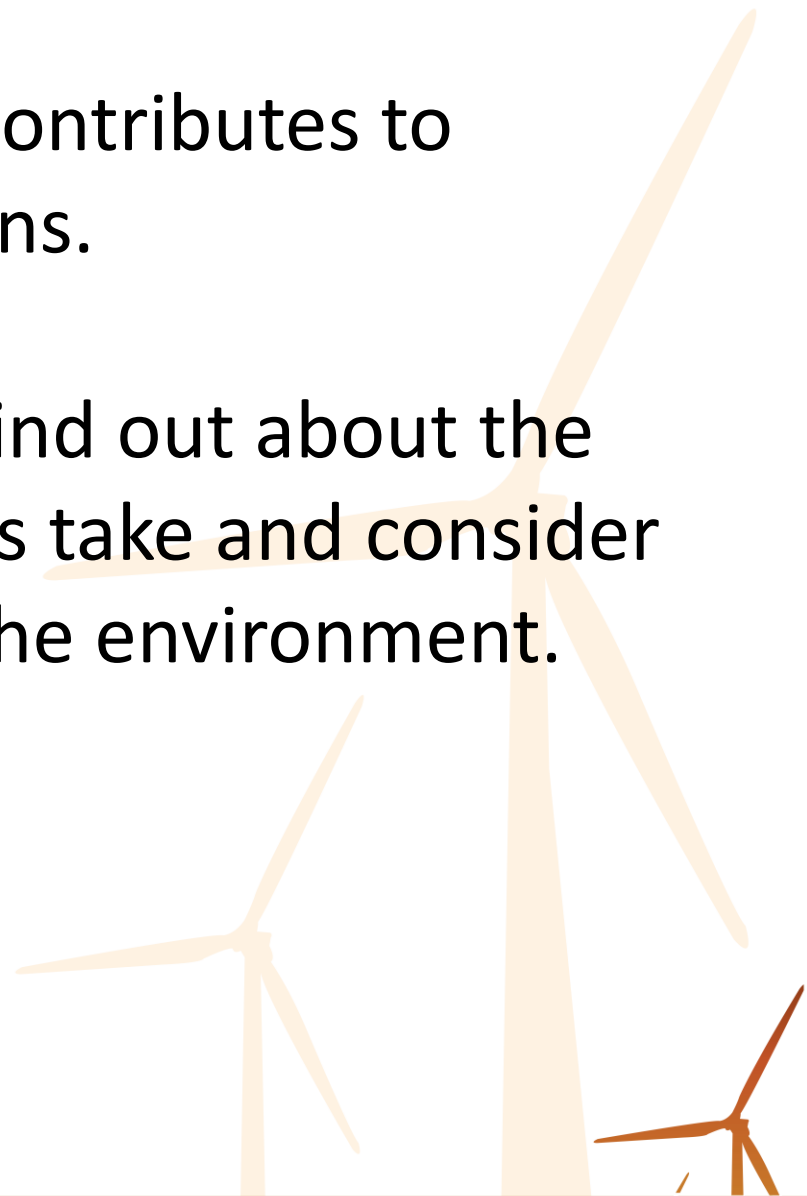 ontributes to
ns.
ind out about the
s take and consider
he environment.